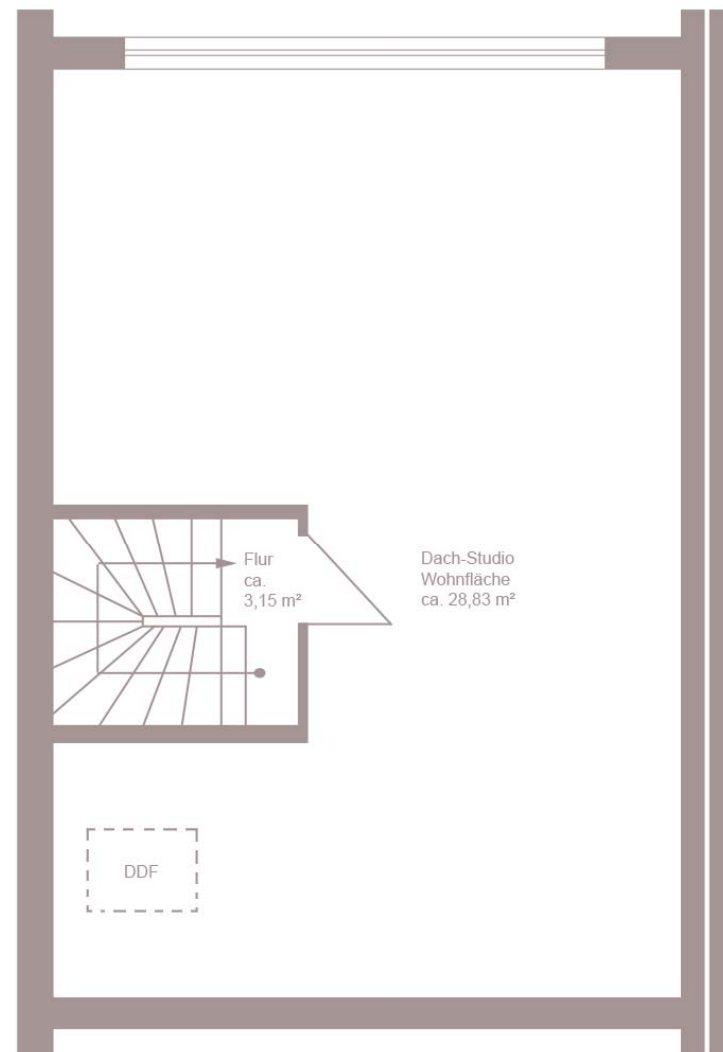 Flur
ca.
3,15 m²
Dach-Studio
Wohnfläche
ca. 28,83 m²
DDF